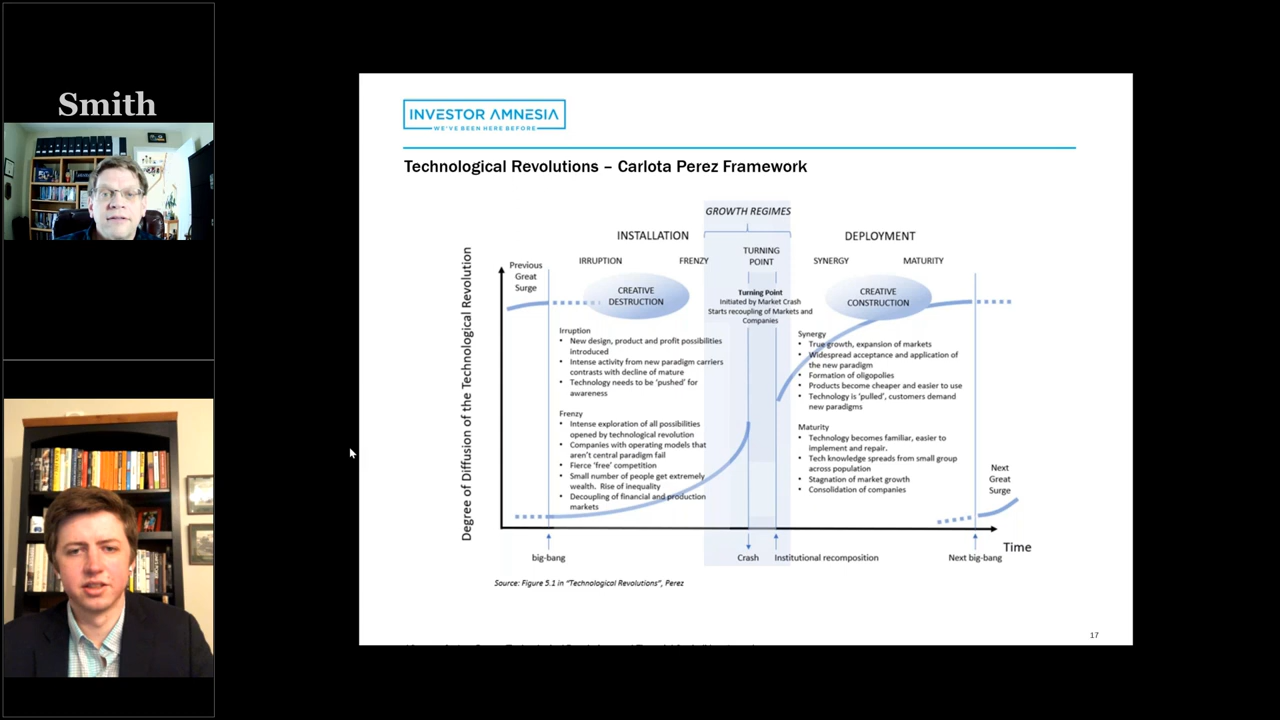 Smith
INVESTOR AMNESIA
WE'VE BEEN HERE BEFORE
Technological Revolutions – Carlota Perez Framework
GROWTH REGIMES
INSTALLATION
DEPLOYMENT
IRRUPTION
FRENZY
TURNING
POINT
SYNERGY
MATURITY
Degree of Diffusion of the Technological Revolution
Previous
Great
Surge
CREATIVE
DESTRUCTION
Turning Point
Initiated by Market Crash
Starts recoupling of Markets and
Companies
CREATIVE
CONSTRUCTION
Irruption
• New design, product and profit possibilities
introduced
• Intense activity from new paradigm carriers
contrasts with decline of mature
• Technology needs to be 'pushed' for
awareness
Frenzy
• Intense exploration of all possibilities
opened by technological revolution
• Companies with operating models that
aren't central paradigm fail
• Fierce 'free' competition
• Small number of people get extremely
wealth. Rise of inequality
• Decoupling of financial and production
markets
Synergy
• True growth, expansion of markets
• Widespread acceptance and application of
the new paradigm
• Formation of oligopolies
• Products become cheaper and easier to use
• Technology is 'pulled', customers demand
new paradigms
Maturity
• Technology becomes familiar, easier to
implement and repair.
• Tech knowledge spreads from small group
across population
• Stagnation of market growth
• Consolidation of companies
Next
Great
Surge
Time
big-bang
Crash
Institutional recomposition
Next big-bang
Source: Figure 5.1 in "Technological Revolutions", Perez
17